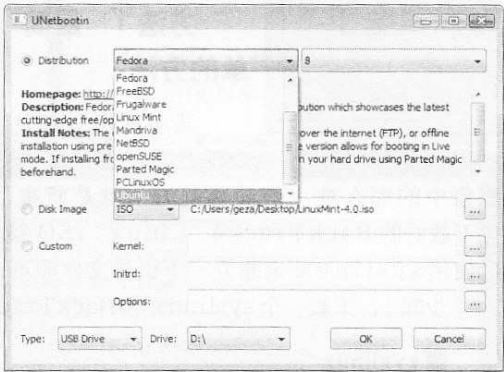 UNetbootin
Distribution
Fedora
8
Fedora
FreeBSD
Frugalware
Linux Mint
Mandriva
NetBSD
openSUSE
Parted Magic
PCLinuxOS
Ubuntu
Homepage: http://
Description: Fedor
bution which showcases the latest
cutting-edge free/op
Install Notes: The
over the internet (FTP), or offline
installation using pre
version allows for booting in Live
mode. If installing fr
n your hard drive using Parted Magic
beforehand.
Disk Image
ISO
C:/Users/geza/Desktop/LinuxMint-4.0.iso
...
Custom
Kernel:
...
Initrd:
...
Options:
...
Type:
USB Drive
Drive:
D:\
OK
Cancel